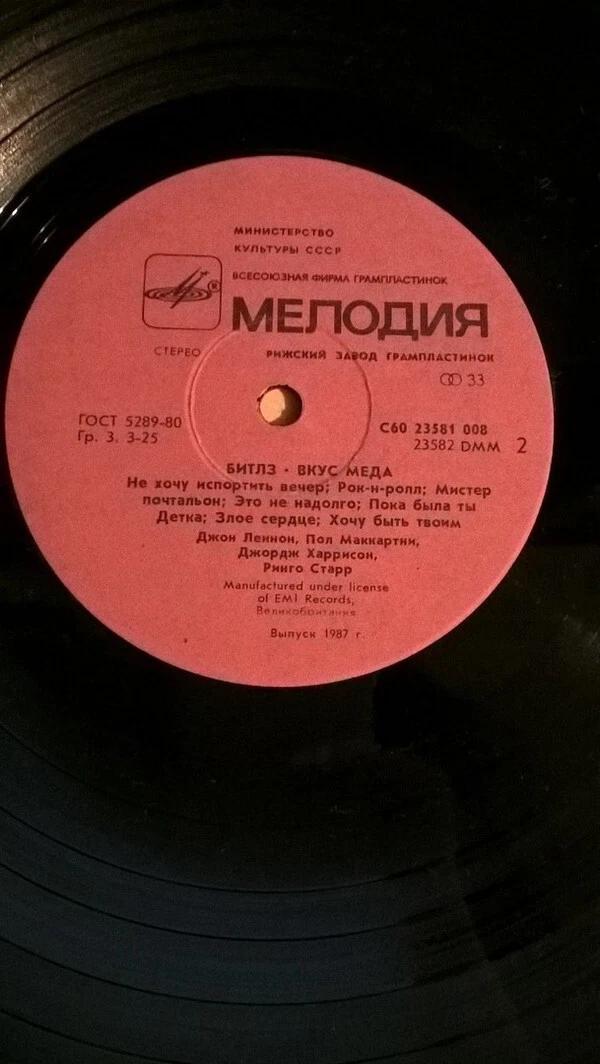 МИНИСТЕРСТВО
КУЛЬТУРЫ СССР
ВСЕСОЮЗНАЯ ФИРМА ГРАМПЛАСТИНОК
R
МЕЛОДИЯ
СТЕРЕО
РИЖСКИЙ ЗАВОД ГРАМПЛАСТИНОК
33
ГОСТ 5289-80
Гр. 3. 3-25
С60 23581 008
23582 DMM 2
БИТЛЗ · ВКУС МЕДА
Не хочу испортить вечер; Рок-н-ролл; Мистер
почтальон; Это не надолго; Пока была ты
Детка; Злое сердце; Хочу быть твоим
Джон Леннон, Пол Маккартни,
Джордж Харрисон,
Ринго Старр
Manufactured under license
of EMI Records,
Великобритания
Выпуск 1987 г.